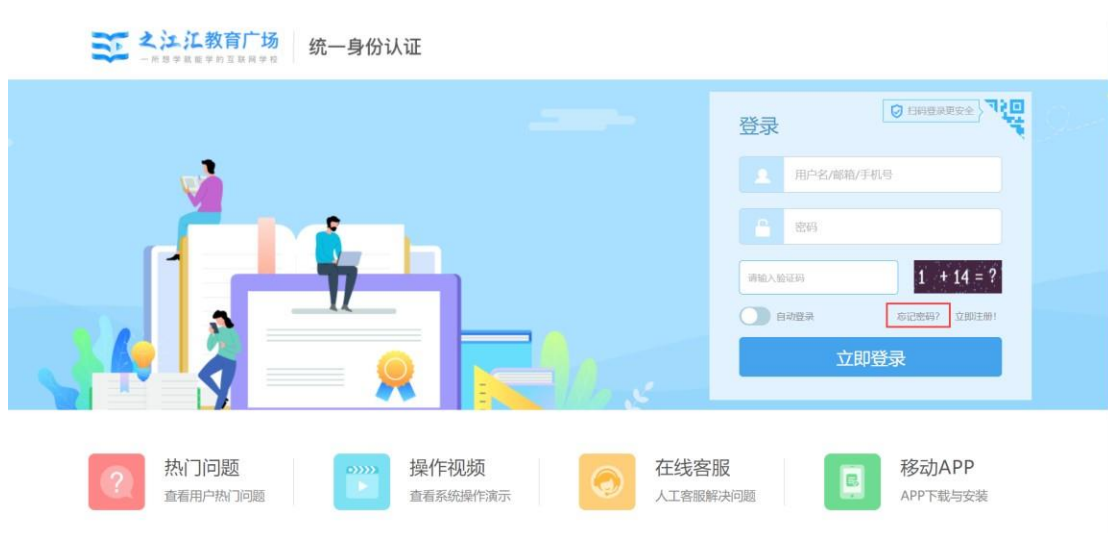 之江汇教育广场
一所想学就能学的互联网学校
统一身份认证
登录
扫码登录更安全
用户名/邮箱/手机号
密码
请输入验证码
1 + 14 = ?
自动登录
忘记密码?
立即注册!
立即登录
热门问题
查看用户热门问题
操作视频
查看系统操作演示
在线客服
人工客服解决问题
移动APP
APP下载与安装